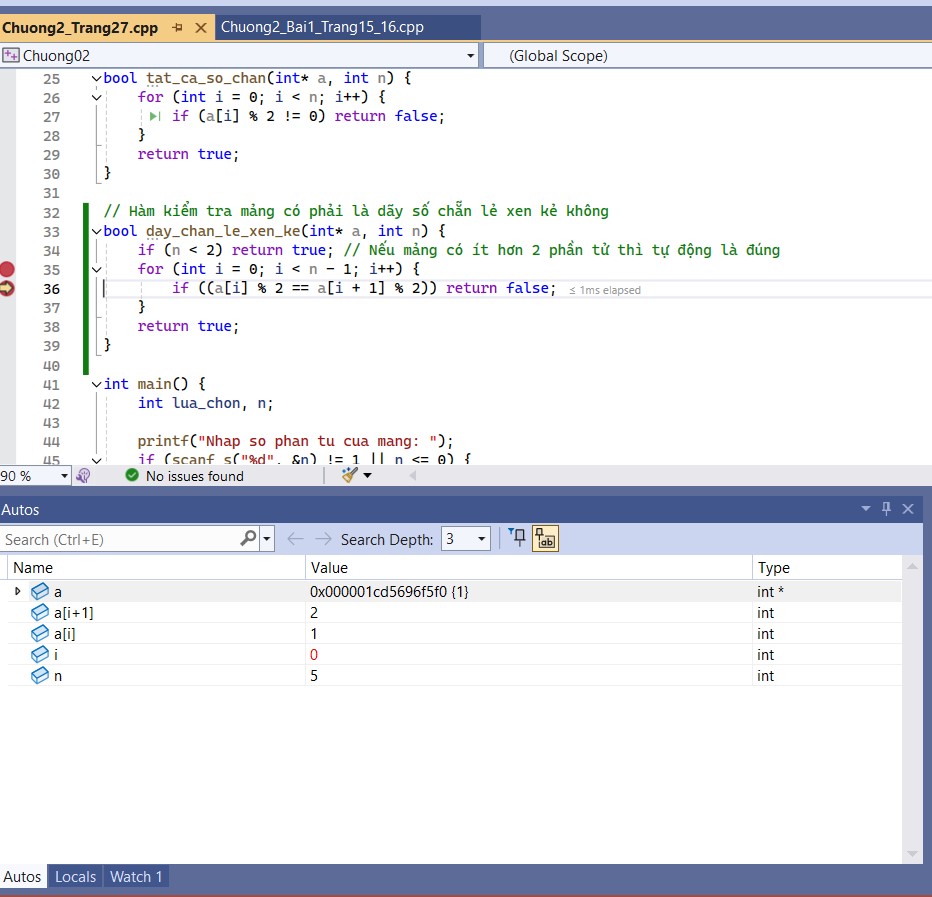 Chuong2_Trang27.cpp Chuong2_Bai1_Trang15_16.cpp
Chuong02 (Global Scope)
25 bool tat_ca_so_chan(int* a, int n) {
26 for (int i = 0; i < n; i++) {
27 if (a[i] % 2 != 0) return false;
28 }
29 return true;
30 }
31
32 // Hàm kiểm tra mảng có phải là dãy số chẵn lẻ xen kẻ không
33 bool day_chan_le_xen_ke(int* a, int n) {
34 if (n < 2) return true; // Nếu mảng có ít hơn 2 phần tử thì tự động là đúng
35 for (int i = 0; i < n - 1; i++) {
36 if ((a[i] % 2 == a[i + 1] % 2)) return false; ≤ 1ms elapsed
37 }
38 return true;
39 }
40
41 int main() {
42 int lua_chon, n;
43
44 printf("Nhap so phan tu cua mang: ");
45 if (scanf_s("%d", &n) != 1 || n <= 0) {
90 % No issues found
Autos
Search (Ctrl+E) Search Depth: 3
Name Value Type
a 0x000001cd5696f5f0 {1} int *
a[i+1] 2 int
a[i] 1 int
i 0 int
n 5 int
Autos Locals Watch 1